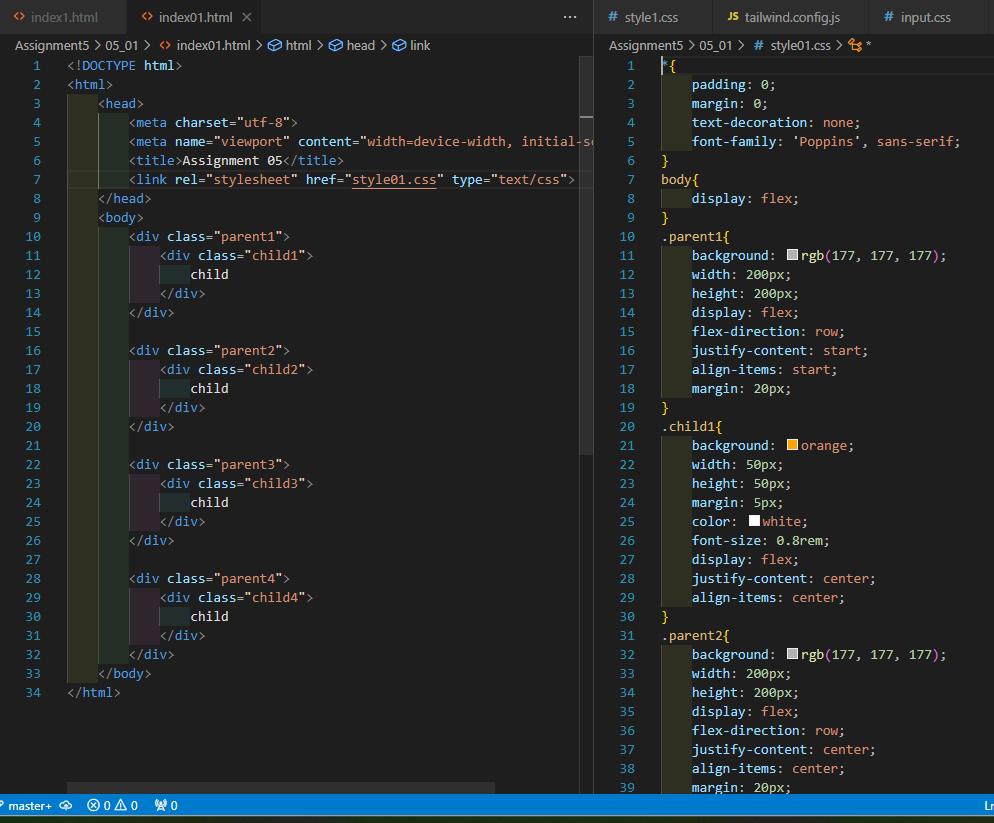 index1.html
index01.html
style1.css
JS tailwind.config.js
# input.css
Assignment5 > 05_01 > index01.html > html > head > link
1 <!DOCTYPE html>
2 <html>
3 <head>
4 <meta charset="utf-8">
5 <meta name="viewport" content="width=device-width, initial-sc
6 <title>Assignment 05</title>
7 <link rel="stylesheet" href="style01.css" type="text/css">
8 </head>
9 <body>
10 <div class="parent1">
11 <div class="child1">
12 child
13 </div>
14 </div>
15
16 <div class="parent2">
17 <div class="child2">
18 child
19 </div>
20 </div>
21
22 <div class="parent3">
23 <div class="child3">
24 child
25 </div>
26 </div>
27
28 <div class="parent4">
29 <div class="child4">
30 child
31 </div>
32 </div>
33 </body>
34 </html>
Assignment5 > 05_01 > # style01.css > *
1 *{
2 padding: 0;
3 margin: 0;
4 text-decoration: none;
5 font-family: 'Poppins', sans-serif;
6 }
7 body{
8 display: flex;
9 }
10 .parent1{
11 background: rgb(177, 177, 177);
12 width: 200px;
13 height: 200px;
14 display: flex;
15 flex-direction: row;
16 justify-content: start;
17 align-items: start;
18 margin: 20px;
19 }
20 .child1{
21 background: orange;
22 width: 50px;
23 height: 50px;
24 margin: 5px;
25 color: white;
26 font-size: 0.8rem;
27 display: flex;
28 justify-content: center;
29 align-items: center;
30 }
31 .parent2{
32 background: rgb(177, 177, 177);
33 width: 200px;
34 height: 200px;
35 display: flex;
36 flex-direction: row;
37 justify-content: center;
38 align-items: center;
39 margin: 20px;
master+ 0 0 0 Ln